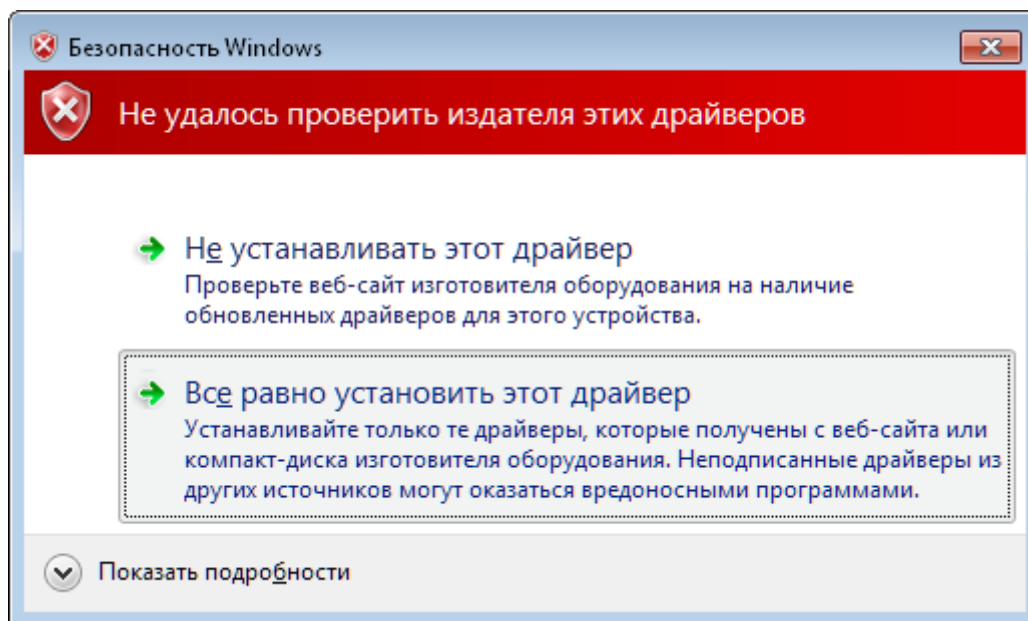 Безопасность Windows
Не удалось проверить издателя этих драйверов
Не устанавливать этот драйвер
Проверьте веб-сайт изготовителя оборудования на наличие
обновленных драйверов для этого устройства.
Все равно установить этот драйвер
Устанавливайте только те драйверы, которые получены с веб-сайта или
компакт-диска изготовителя оборудования. Неподписанные драйверы из
других источников могут оказаться вредоносными программами.
Показать подробности